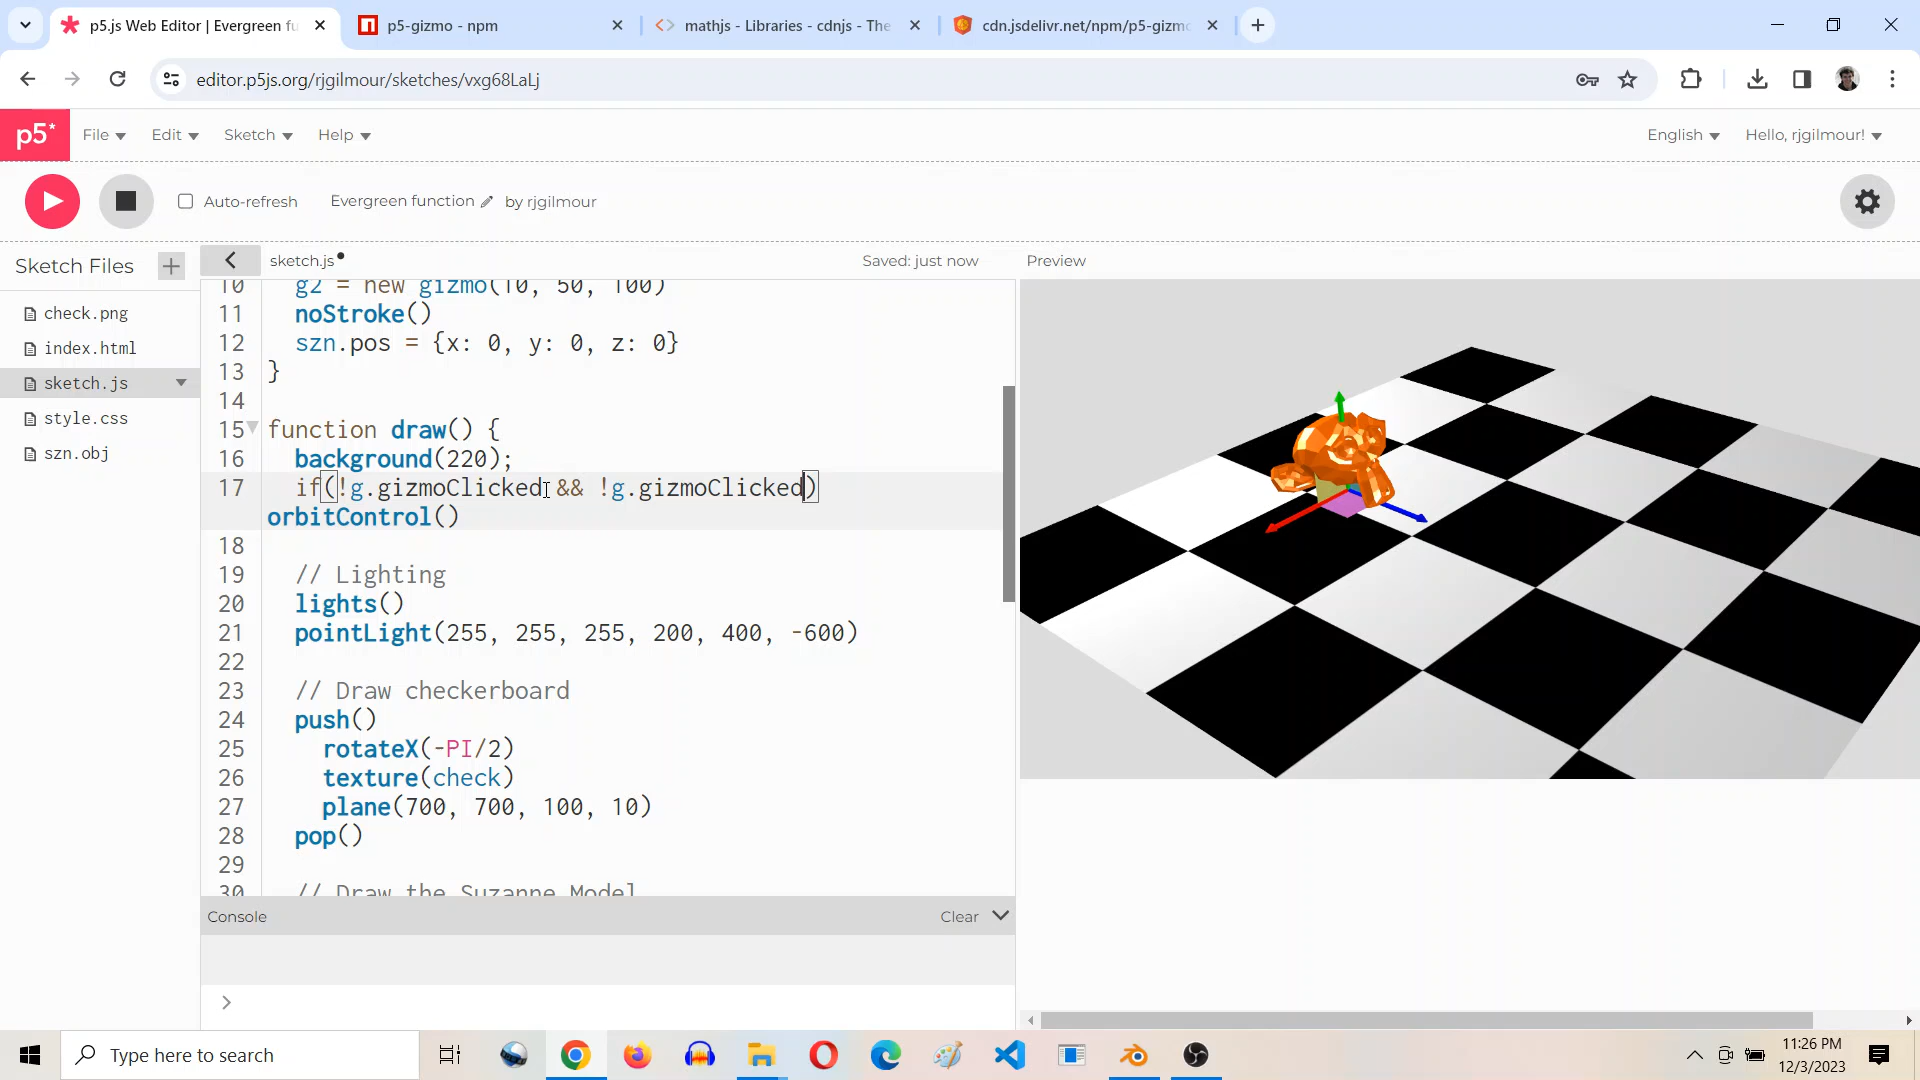 p5.js Web Editor | Evergreen fu
p5-gizmo - npm
mathjs - Libraries - cdnjs - The
cdn.jsdelivr.net/npm/p5-gizmo
editor.p5js.org/rjgilmour/sketches/vxg68LaLj
p5*
File
Edit
Sketch
Help
English
Hello, rjgilmour!
Auto-refresh
Evergreen function
by rjgilmour
Sketch Files
sketch.js
Saved: just now
Preview
check.png
index.html
sketch.js
style.css
szn.obj
10 g2 = new gizmo(10, 50, 100)
11 noStroke()
12 szn.pos = {x: 0, y: 0, z: 0}
13 }
14
15 function draw() {
16 background(220);
17 if(!g.gizmoClicked && !g.gizmoClicked)
orbitControl()
18
19 // Lighting
20 lights()
21 pointLight(255, 255, 255, 200, 400, -600)
22
23 // Draw checkerboard
24 push()
25 rotateX(-PI/2)
26 texture(check)
27 plane(700, 700, 100, 10)
28 pop()
29
30 // Draw the Suzanne Model
Console
Clear
>
Type here to search
11:26 PM
12/3/2023